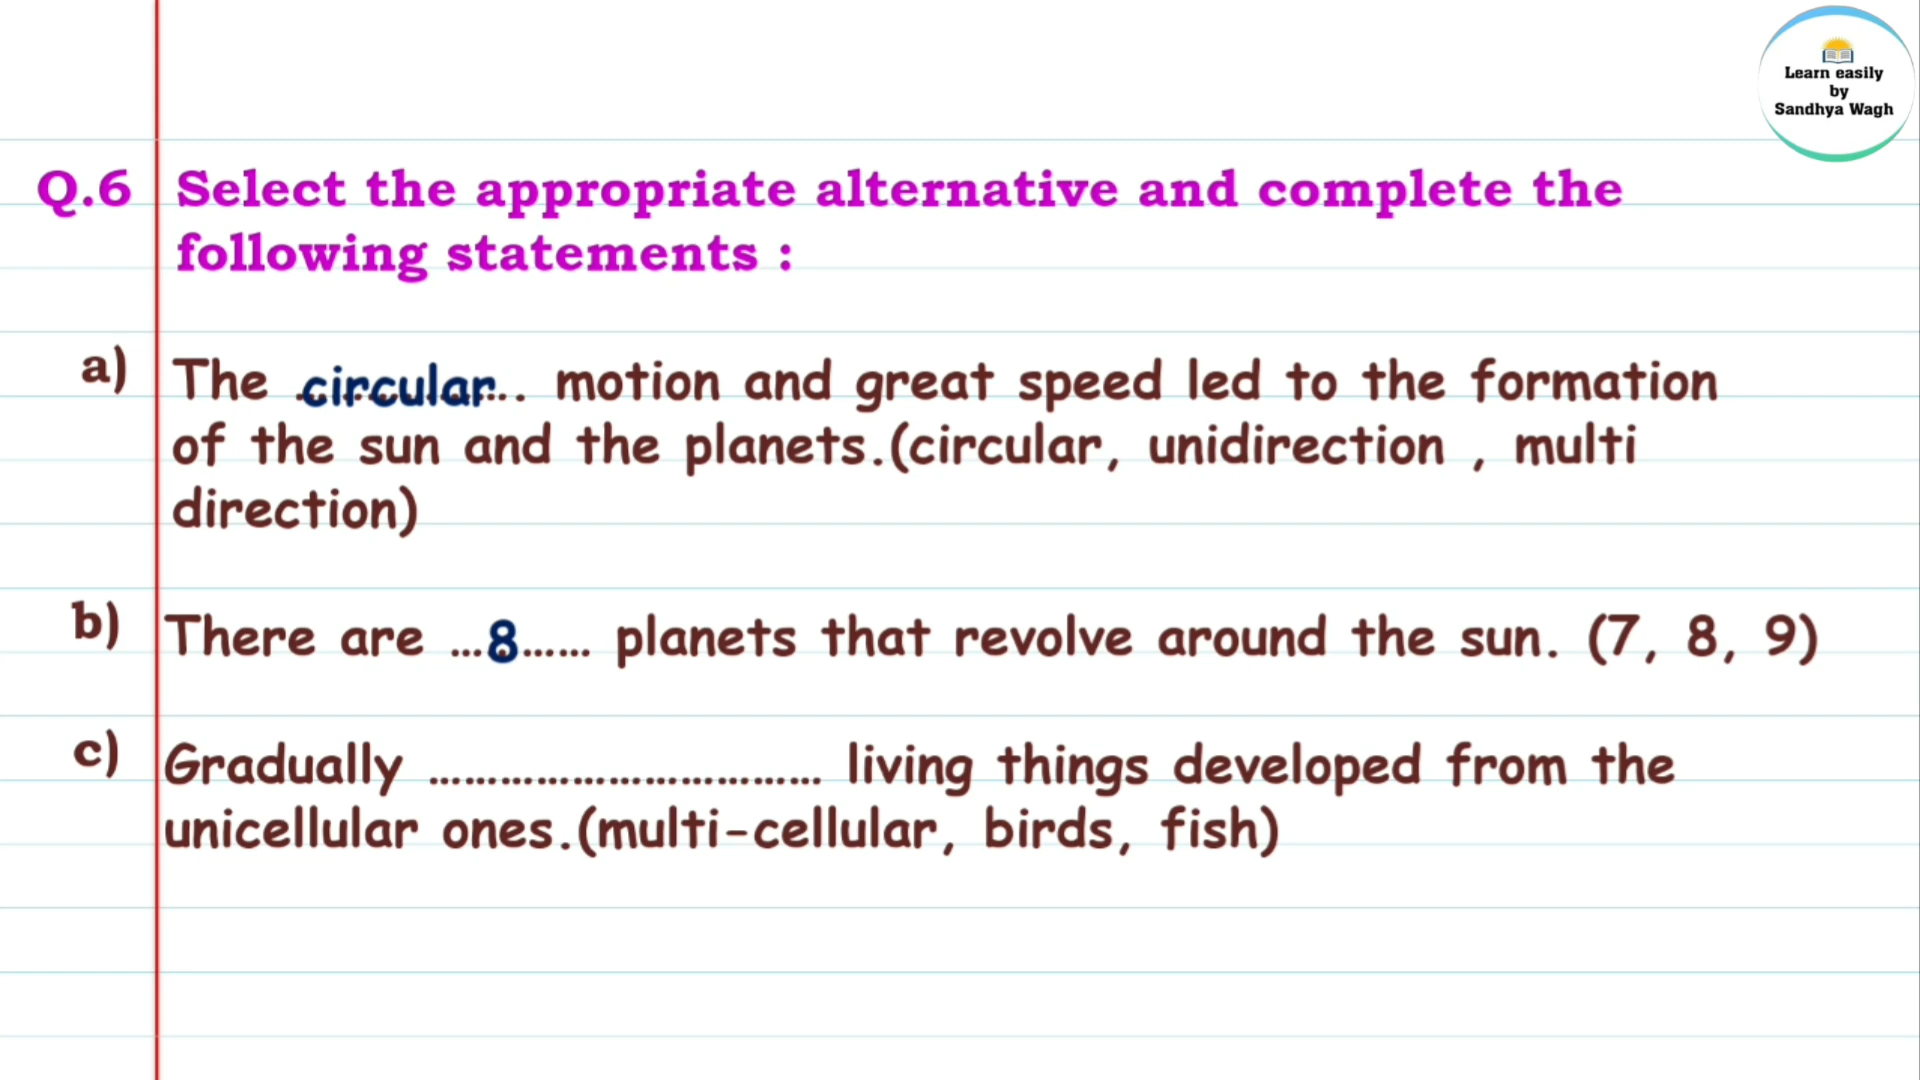 Learn easily
by
Sandhya Wagh
Q.6 Select the appropriate alternative and complete the
following statements :
a) The ..circular... motion and great speed led to the formation
of the sun and the planets.(circular, unidirection , multi
direction)
b) There are ...8...... planets that revolve around the sun. (7, 8, 9)
c) Gradually ................................. living things developed from the
unicellular ones.(multi-cellular, birds, fish)